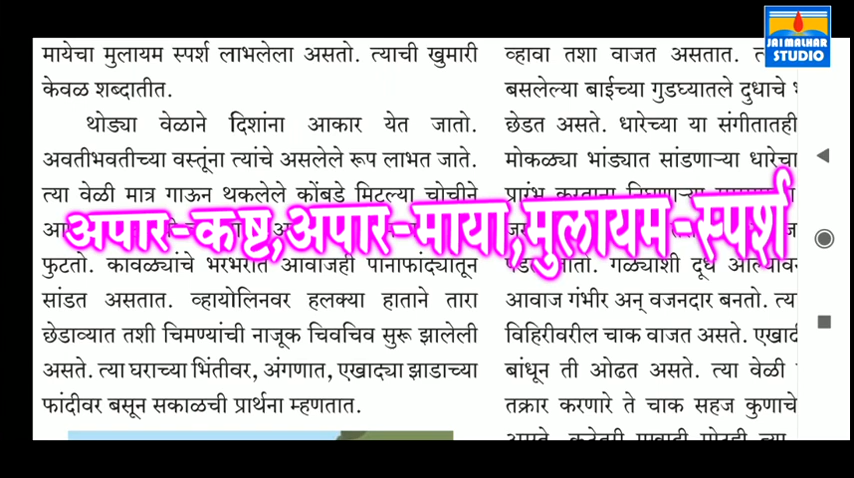 JAI MALHAR
STUDIO
मायेचा मुलायम स्पर्श लाभलेला असतो. त्याची खुमारी
केवळ शब्दातीत.
थोड्या वेळाने दिशांना आकार येत जातो.
अवतीभवतीच्या वस्तूंना त्यांचे असलेले रूप लाभत जाते.
त्या वेळी मात्र गाऊन थकलेले कोंबडे मिटल्या चोचीने
फुटतो. कावळ्यांचे भरभरात आवाजही पानाफांद्यातून
सांडत असतात. व्हायोलिनवर हलक्या हाताने तारा
छेडाव्यात तशी चिमण्यांची नाजूक चिवचिव सुरू झालेली
असते. त्या घराच्या भिंतीवर, अंगणात, एखाद्या झाडाच्या
फांदीवर बसून सकाळची प्रार्थना म्हणतात.
व्हावा तशा वाजत असतात.
बसलेल्या बाईच्या गुडघ्यातले दुधाचे
छेडत असते. धारेच्या या संगीतातही
मोकळ्या भांड्यात सांडणाऱ्या धारेचा
प्रारंभ करताना निघणाऱ्या
जातो. गळ्याशी दूध
आवाज गंभीर अन् वजनदार बनतो. त्या
विहिरीवरील चाक वाजत असते. एखादी
बांधून ती ओढत असते. त्या वेळी
तक्रार करणारे ते चाक सहज कुणाचे
अपार-कष्ट,अपार-माया,मुलायम-स्पर्श